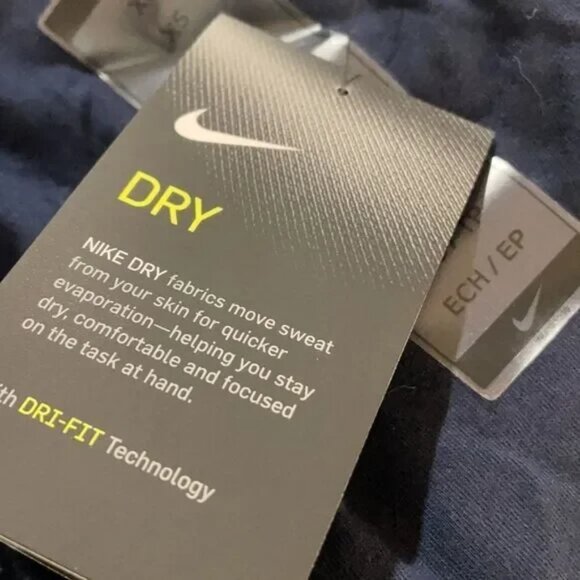 DRY
NIKE DRY fabrics move sweat
from your skin for quicker
evaporation—helping you stay
dry, comfortable and focused
on the task at hand.
DRI-FIT Technology
ECH / EP